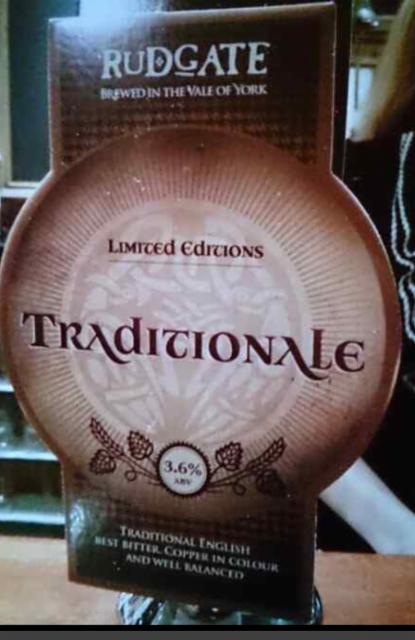 RUDGATE
BREWED IN THE VALE OF YORK
LIMITED EDITIONS
TRADITIONALE
3.6%
ABV
TRADITIONAL ENGLISH
BEST BITTER, COPPER IN COLOUR
AND WELL BALANCED